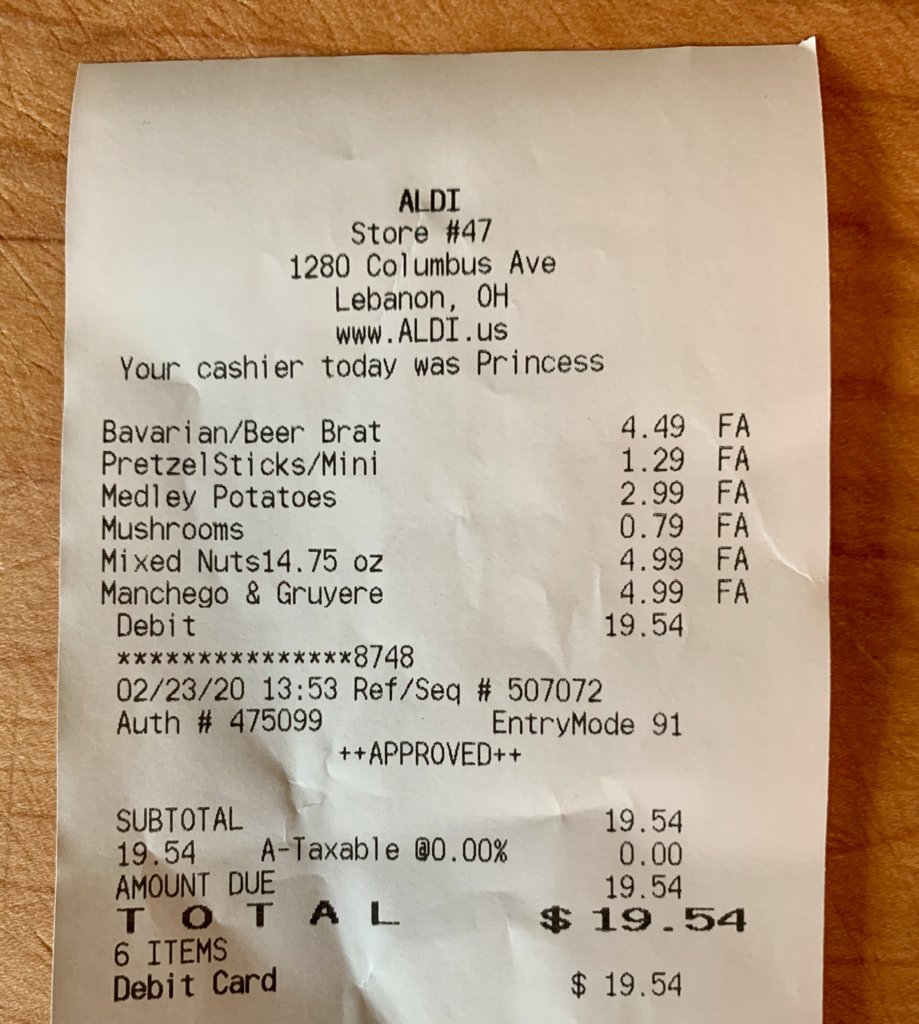 ALDI
Store #47
1280 Columbus Ave
Lebanon, OH
www.ALDI.us
Your cashier today was Princess
Bavarian/Beer Brat 4.49 FA
PretzelSticks/Mini 1.29 FA
Medley Potatoes 2.99 FA
Mushrooms 0.79 FA
Mixed Nuts14.75 oz 4.99 FA
Manchego & Gruyere 4.99 FA
Debit 19.54
***************8748
02/23/20 13:53 Ref/Seq # 507072
Auth # 475099 EntryMode 91
++APPROVED++
SUBTOTAL 19.54
19.54 A-Taxable @0.00% 0.00
AMOUNT DUE 19.54
T O T A L $ 19.54
6 ITEMS
Debit Card $ 19.54